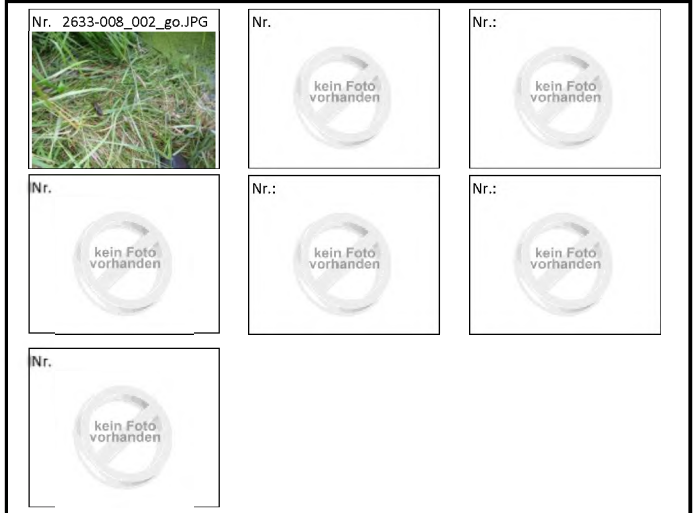 Nr. 2633-008_002_go.JPG
Nr.
kein Foto
vorhanden
Nr.:
kein Foto
vorhanden
Nr.
kein Foto
vorhanden
Nr.:
kein Foto
vorhanden
Nr.:
kein Foto
vorhanden
Nr.
kein Foto
vorhanden